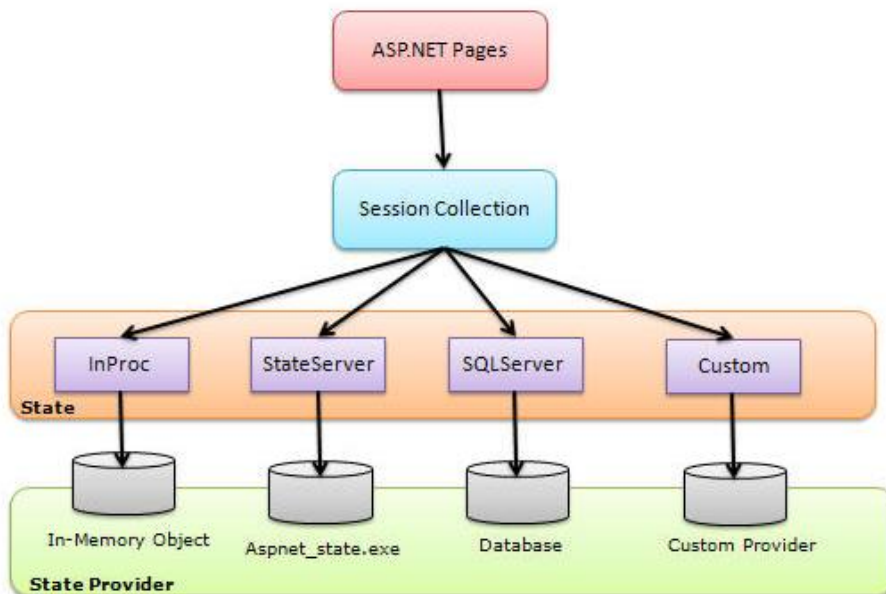 ASP.NET Pages
Session Collection
InProc
StateServer
SQLServer
Custom
State
In-Memory Object
Aspnet_state.exe
Database
Custom Provider
State Provider